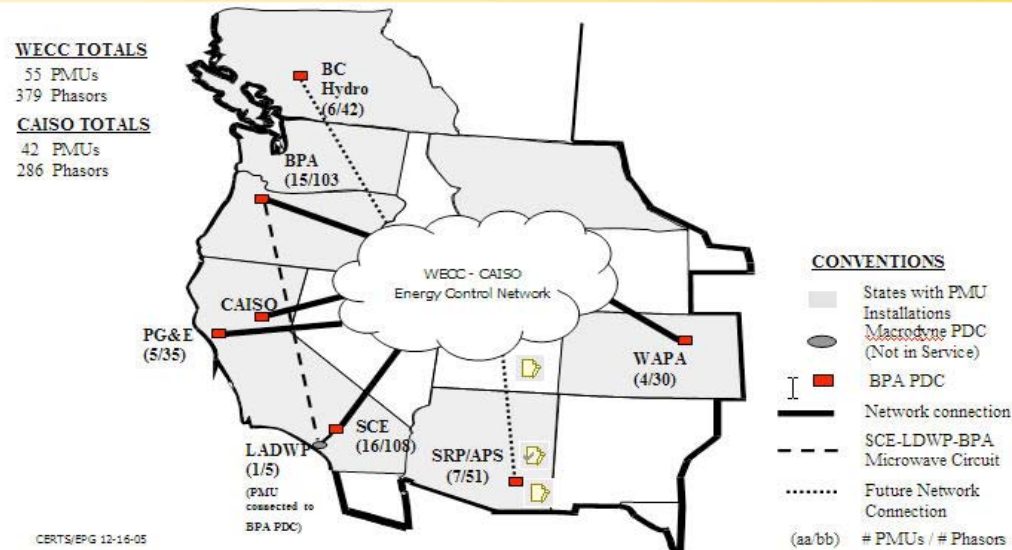 WECC TOTALS
55 PMUs
379 Phasors
CAISO TOTALS
42 PMUs
286 Phasors
BC
Hydro
(6/42)
BPA
(15/103
WECC - CAISO
Energy Control Network
CAISO
PG&E
(5/35)
WAPA
(4/30)
SCE
(16/108)
LADWP
(1/5)
(PMU
connected to
BPA PDC)
SRP/APS
(7/51)
CONVENTIONS
States with PMU
Installations
Macrodyne PDC
(Not in Service)
BPA PDC
Network connection
SCE-LDWP-BPA
Microwave Circuit
Future Network
Connection
(aa/bb) # PMUs / # Phasors
CERTS/EPG 12-16-05